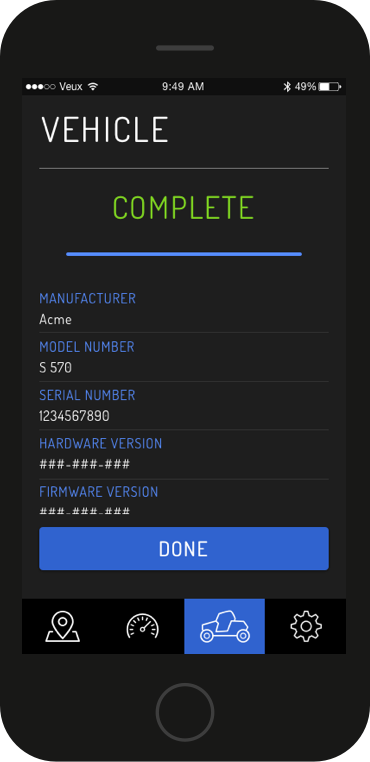 Veux 9:49 AM 49%
VEHICLE
COMPLETE
MANUFACTURER
Acme
MODEL NUMBER
S 570
SERIAL NUMBER
1234567890
HARDWARE VERSION
###-###-###
FIRMWARE VERSION
###-###-###
DONE